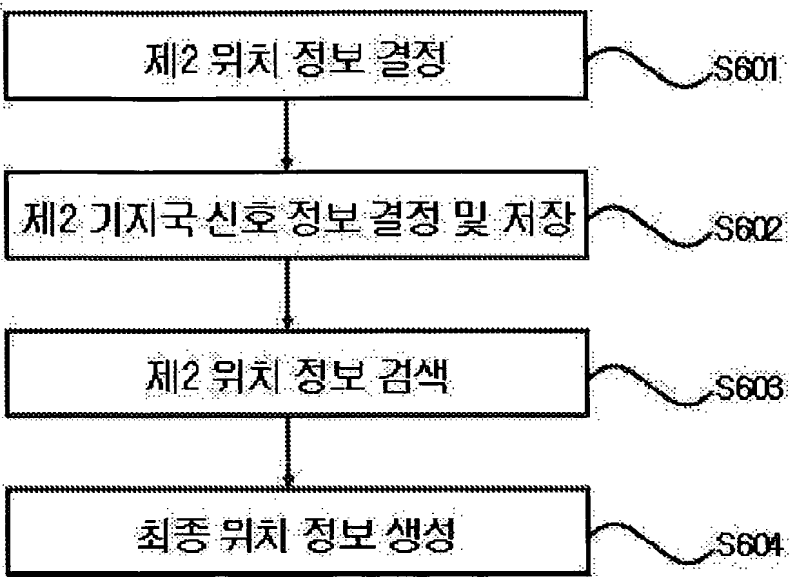 제2 위치 정보 결정 S601
제2 기지국 신호 정보 결정 및 저장 S602
제2 위치 정보 검색 S603
최종 위치 정보 생성 S604